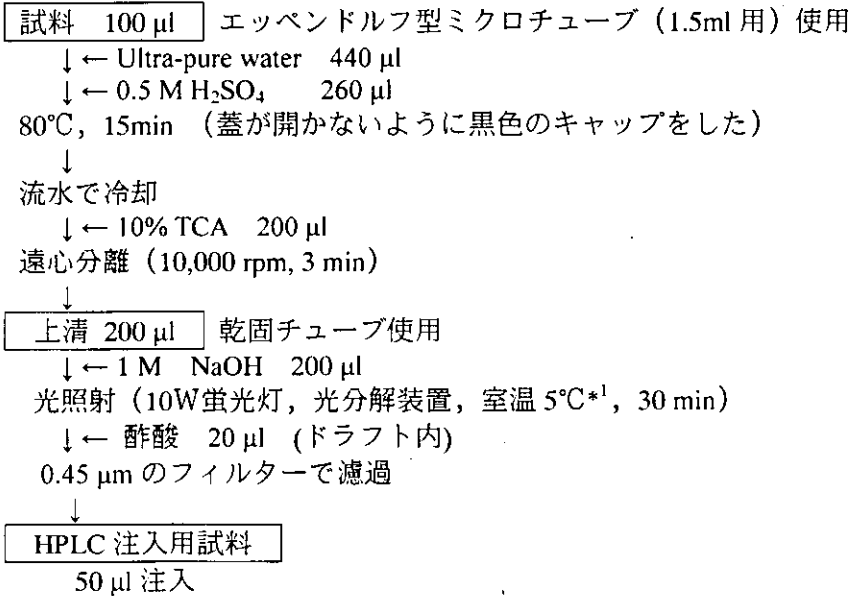 試料 100 μl エッペンドルフ型ミクロチューブ（1.5ml 用）使用
↓ ← Ultra-pure water 440 μl
↓ ← 0.5 M H₂SO₄ 260 μl
80℃, 15min （蓋が開かないように黒色のキャップをした）
↓
流水で冷却
↓ ← 10% TCA 200 μl
遠心分離（10,000 rpm, 3 min）
↓
上清 200 μl 乾固チューブ使用
↓ ← 1 M NaOH 200 μl
光照射（10W蛍光灯，光分解装置，室温 5℃*¹，30 min）
↓ ← 酢酸 20 μl (ドラフト内)
0.45 μm のフィルターで濾過
↓
HPLC 注入用試料
50 μl 注入